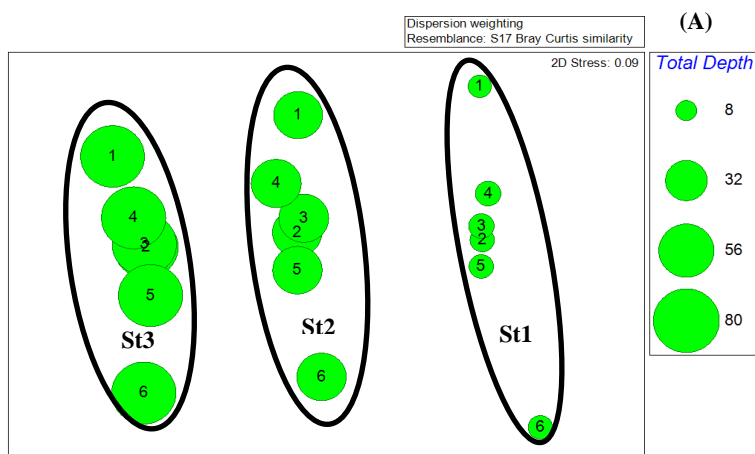 Dispersion weighting
Resemblance: S17 Bray Curtis similarity
(A)
2D Stress: 0.09
Total Depth
8
32
56
80
1
4
3
2
5
6
St3
1
4
3
2
5
6
St2
1
4
3
2
5
6
St1